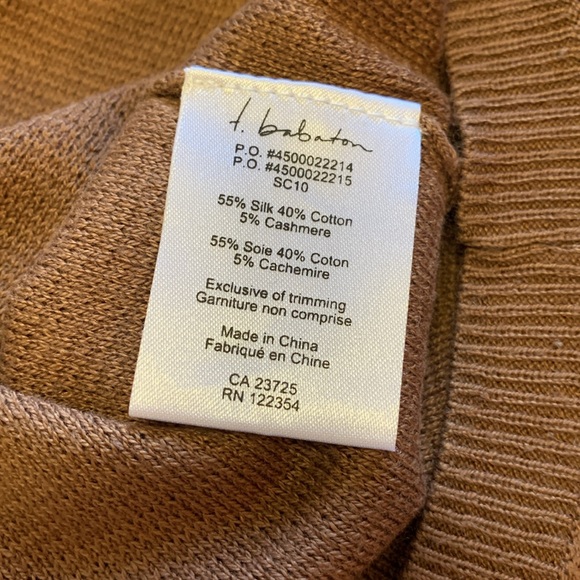 t. babaton
P.O. #4500022214
P.O. #4500022215
SC10
55% Silk 40% Cotton
5% Cashmere
55% Soie 40% Coton
5% Cachemire
Exclusive of trimming
Garniture non comprise
Made in China
Fabriqué en Chine
CA 23725
RN 122354